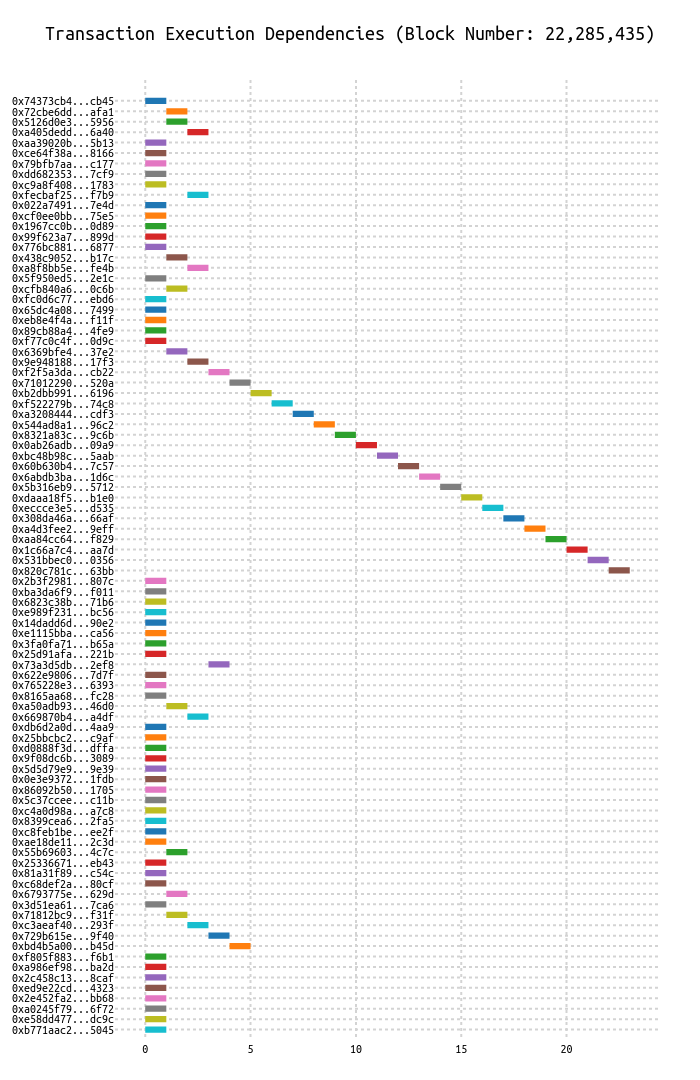 Transaction Execution Dependencies (Block Number: 22,285,435)
0x74373cb4...cb45
0x72cbe6dd...afa1
0x5126d0e3...5956
0xa405dedd...6a40
0xaa39020b...5b13
0xce64f38a...8166
0x79bfb7aa...c177
0xdd682353...7cf9
0xc9a8f408...1783
0xfecbaf25...f7b9
0x022a7491...7e4d
0xcf0ee0bb...75e5
0x1967cc0b...0d89
0x99f623a7...899d
0x776bc881...6877
0x438c9052...b17c
0xa8f8bb5e...fe4b
0x5f950ed5...2e1c
0xcfb840a6...0c6b
0xfc0d6c77...ebd6
0x65dc4a08...7499
0xeb8e4f4a...f11f
0x89cb88a4...4fe9
0xf77c0c4f...0d9c
0x6369bfe4...37e2
0x9e948188...17f3
0xf2f5a3da...cb22
0x71012290...520a
0xb2dbb991...6196
0xf522279b...74c8
0xa3208444...cdf3
0x544ad8a1...96c2
0x8321a83c...9c6b
0x0ab26adb...09a9
0xbc48b98c...5aab
0x60b630b4...7c57
0x6abdb3ba...1d6c
0x5b316eb9...5712
0xdaaa18f5...b1e0
0xeccce3e5...d535
0x308da46a...66af
0xa4d3fee2...9eff
0xaa84cc64...f829
0x1c66a7c4...aa7d
0x531bbec0...0356
0x820c781c...63bb
0x2b3f2981...807c
0xba3da6f9...f011
0x6823c38b...71b6
0xe989f231...bc56
0x14dadd6d...90e2
0xe1115bba...ca56
0x3fa0fa71...b65a
0x25d91afa...221b
0x73a3d5db...2ef8
0x622e9806...7d7f
0x765228e3...6393
0x8165aa68...fc28
0xa50adb93...46d0
0x669870b4...a4df
0xdb6d2a0d...4aa9
0x25bbcbc2...c9af
0xd0888f3d...dffa
0x9f08dc6b...3089
0x5d5d79e9...9e39
0x0e3e9372...1fdb
0x86092b50...1705
0x5c37ccee...c11b
0xc4a0d98a...a7c8
0x8399cea6...2fa5
0xc8feb1be...ee2f
0xae18de11...2c3d
0x55b69603...4c7c
0x25336671...eb43
0x81a31f89...c54c
0xc68def2a...80cf
0x6793775e...629d
0x3d51ea61...7ca6
0x71812bc9...f31f
0xc3aeaf40...293f
0x729b615e...9f40
0xbd4b5a00...b45d
0xf805f883...f6b1
0xa986ef98...ba2d
0x2c458c13...8caf
0xed9e22cd...4323
0x2e452fa2...bb68
0xa0245f79...6f72
0xe58dd477...dc9c
0xb771aac2...5045
0 5 10 15 20